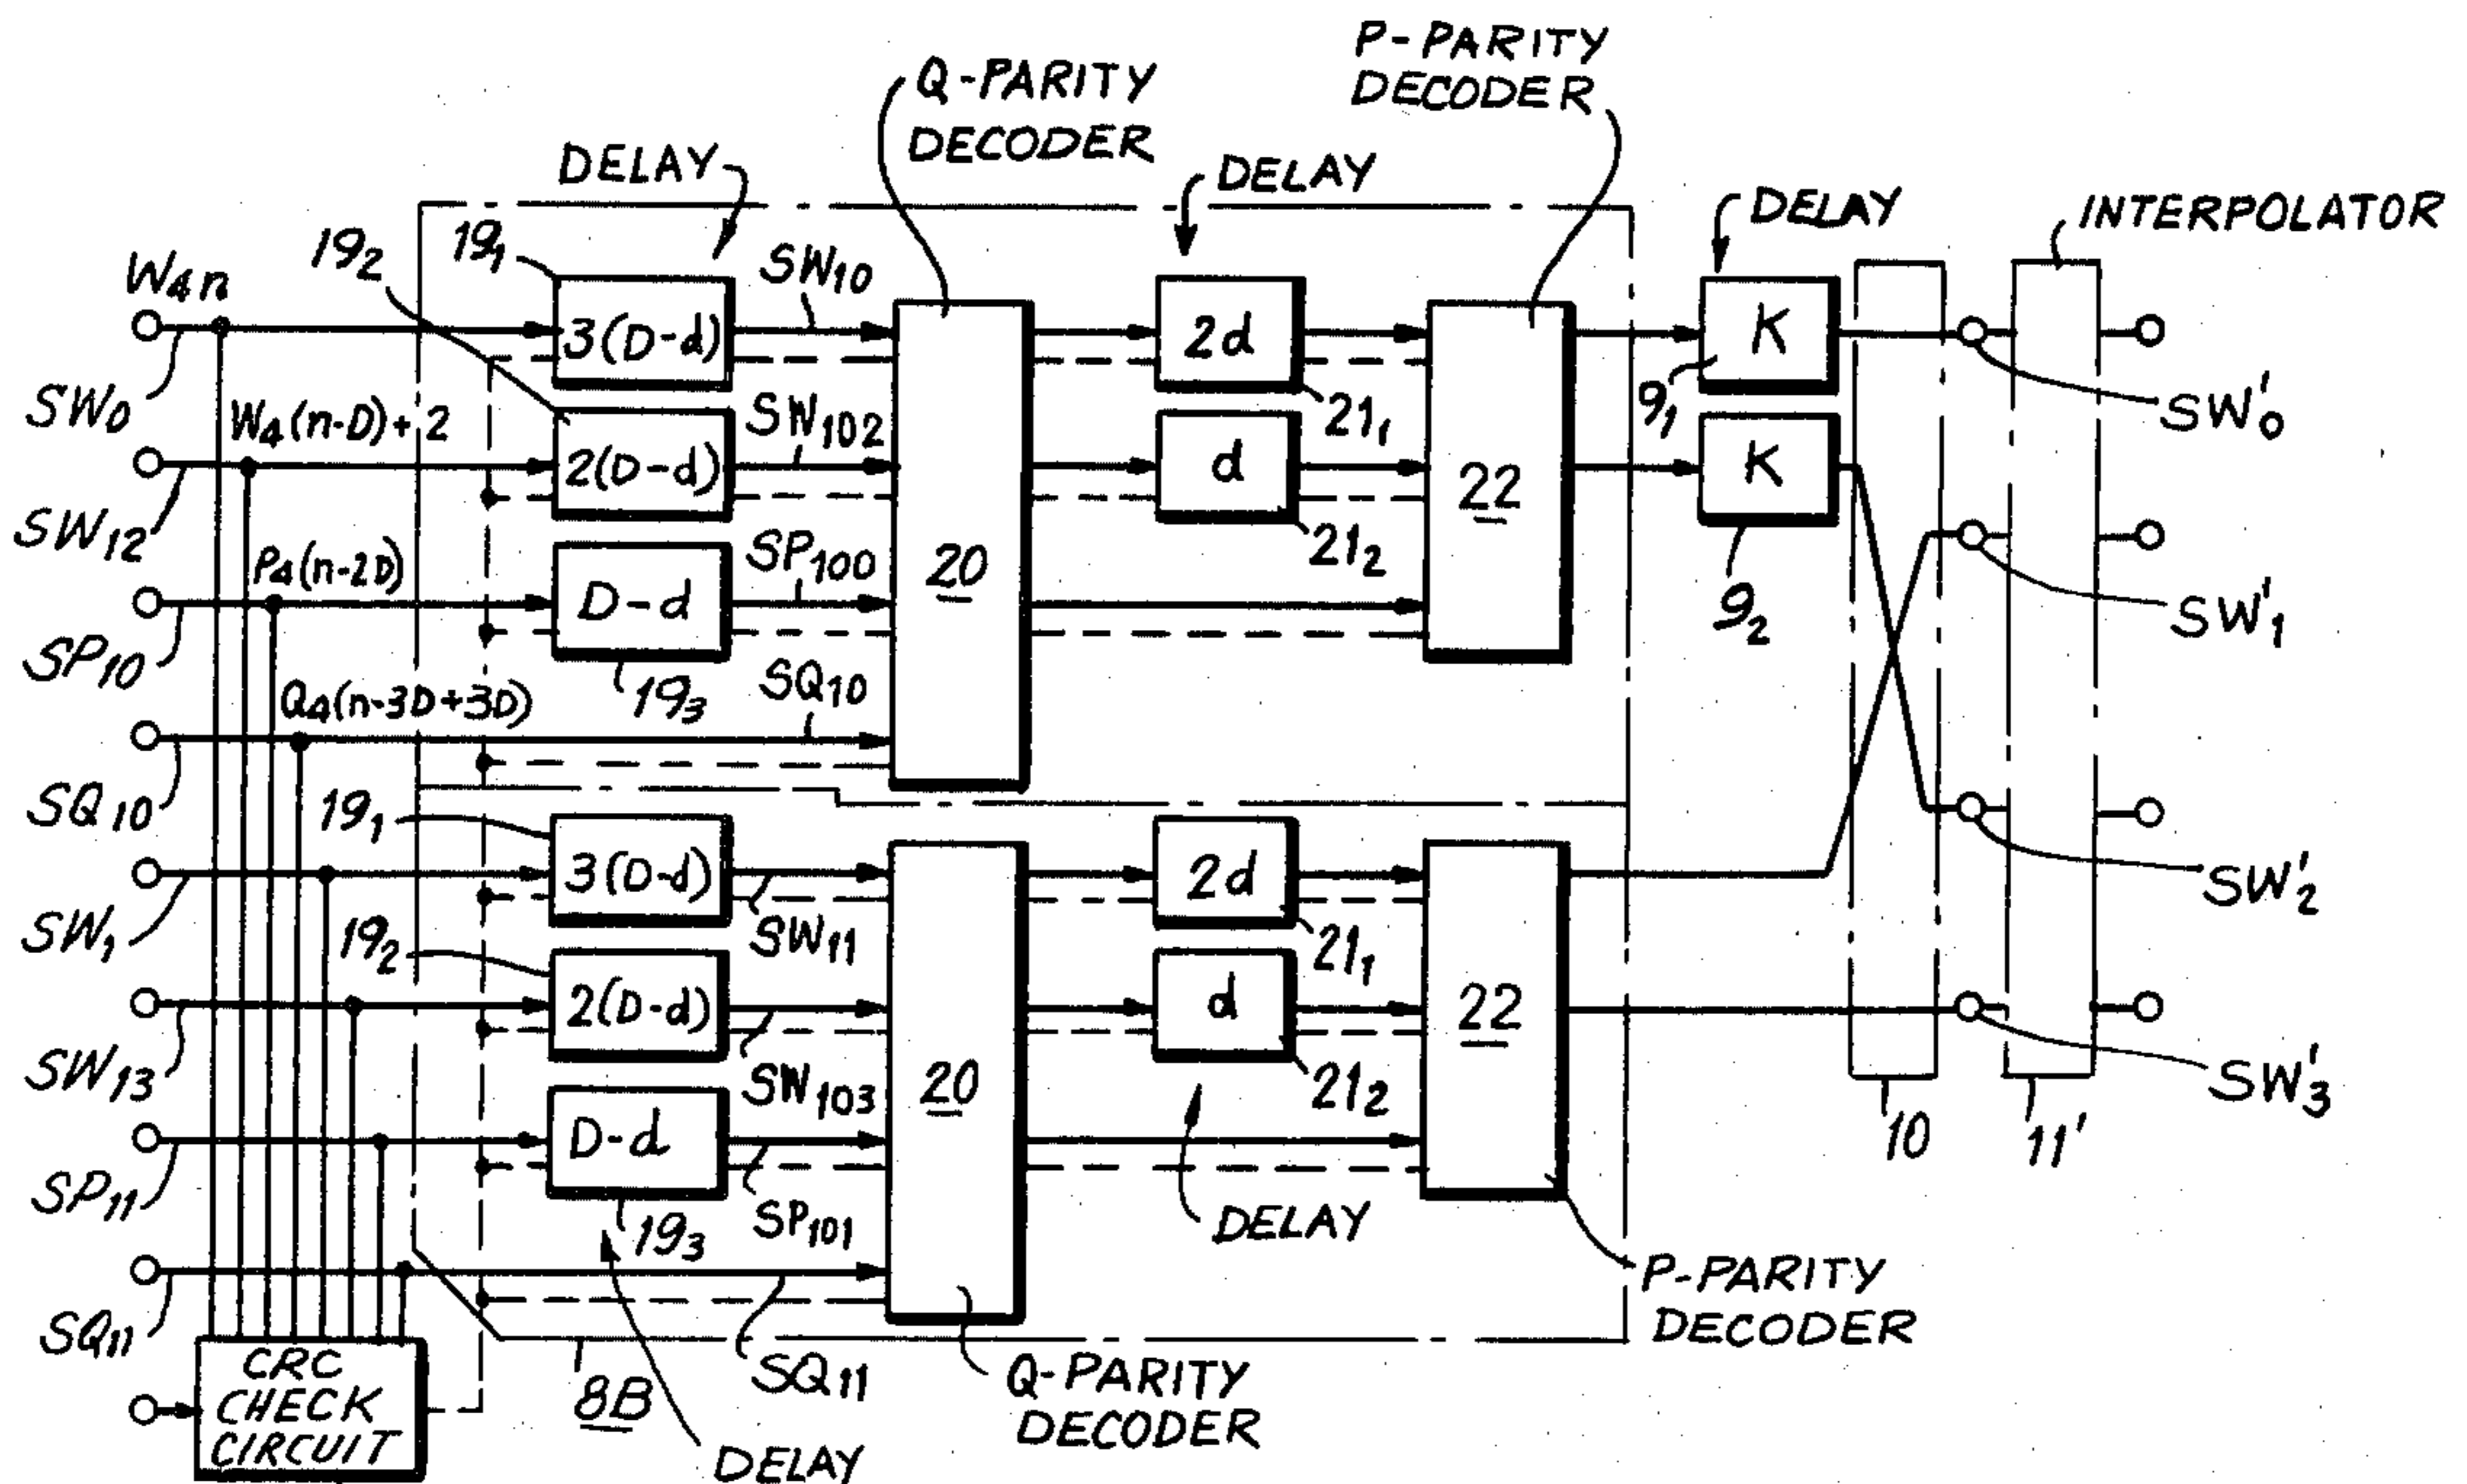 P-PARITY
DECODER
Q-PARITY
DECODER
DELAY
DELAY
DELAY
INTERPOLATOR
19₂
19₁
W₄n
3(D-d)
SW₁₀
2d
K
SW₀
21₁
9₁
SW'₀
W₄(n-D)+2
2(D-d)
SW₁₀₂
d
22
K
SW₁₂
21₂
P₄(n-2D)
D-d
SP₁₀₀
20
9₂
SW'₁
SP₁₀
19₃
Q₄(n-3D+3D)
SQ₁₀
SQ₁₀
19₁
3(D-d)
2d
SW'₂
SW₁
19₂
SW₁₁
21₁
2(D-d)
d
22
SW₁₃
SW₁₀₃
20
21₂
SW'₃
D-d
10
11'
SP₁₁
19₃
SP₁₀₁
DELAY
P-PARITY
DECODER
SQ₁₁
SQ₁₁
8B
Q-PARITY
DECODER
CRC
CHECK
CIRCUIT
DELAY